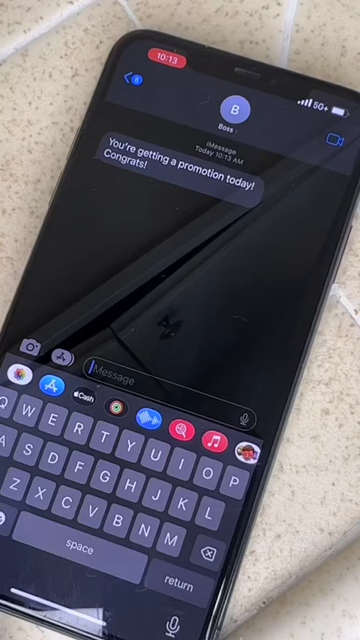 10:13
5G+
8
B
Boss
iMessage
Today 10:13 AM
You're getting a promotion today!
Congrats!
Message
Cash
Q W E R T Y U I O P
A S D F G H J K L
Z X C V B N M
space
return